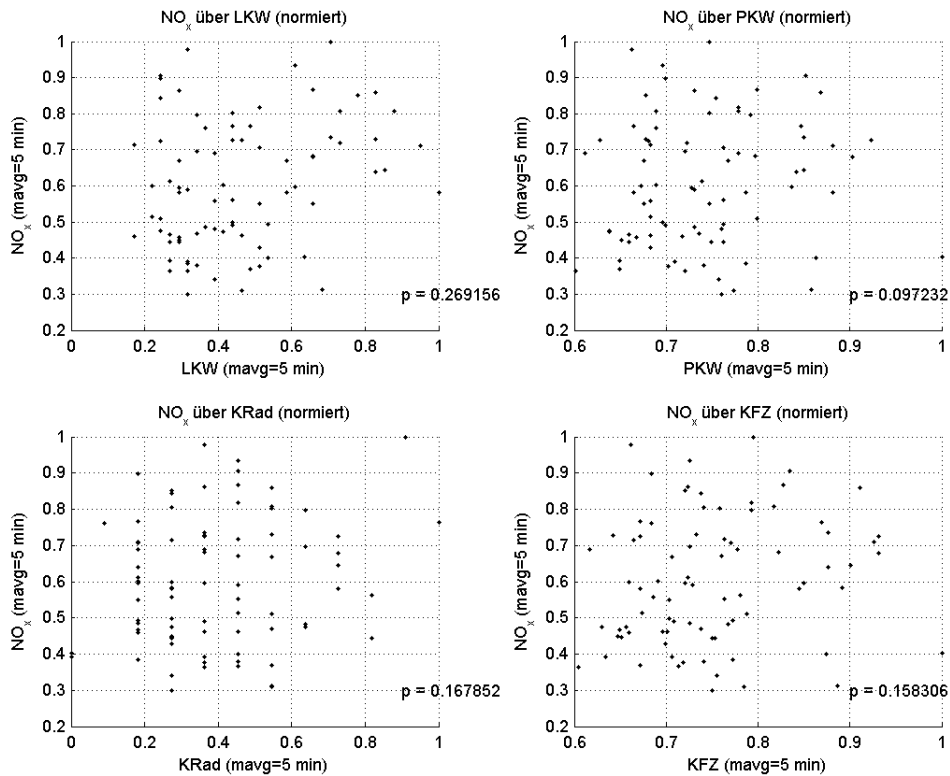 NOx über LKW (normiert)
NOx (mavg=5 min)
1
0.9
0.8
0.7
0.6
0.5
0.4
0.3
0.2
p = 0.269156
0 0.2 0.4 0.6 0.8 1
LKW (mavg=5 min)
NOx über PKW (normiert)
NOx (mavg=5 min)
1
0.9
0.8
0.7
0.6
0.5
0.4
0.3
0.2
p = 0.097232
0.6 0.7 0.8 0.9 1
PKW (mavg=5 min)
NOx über KRad (normiert)
NOx (mavg=5 min)
1
0.9
0.8
0.7
0.6
0.5
0.4
0.3
0.2
p = 0.167852
0 0.2 0.4 0.6 0.8 1
KRad (mavg=5 min)
NOx über KFZ (normiert)
NOx (mavg=5 min)
1
0.9
0.8
0.7
0.6
0.5
0.4
0.3
0.2
p = 0.158306
0.6 0.7 0.8 0.9 1
KFZ (mavg=5 min)